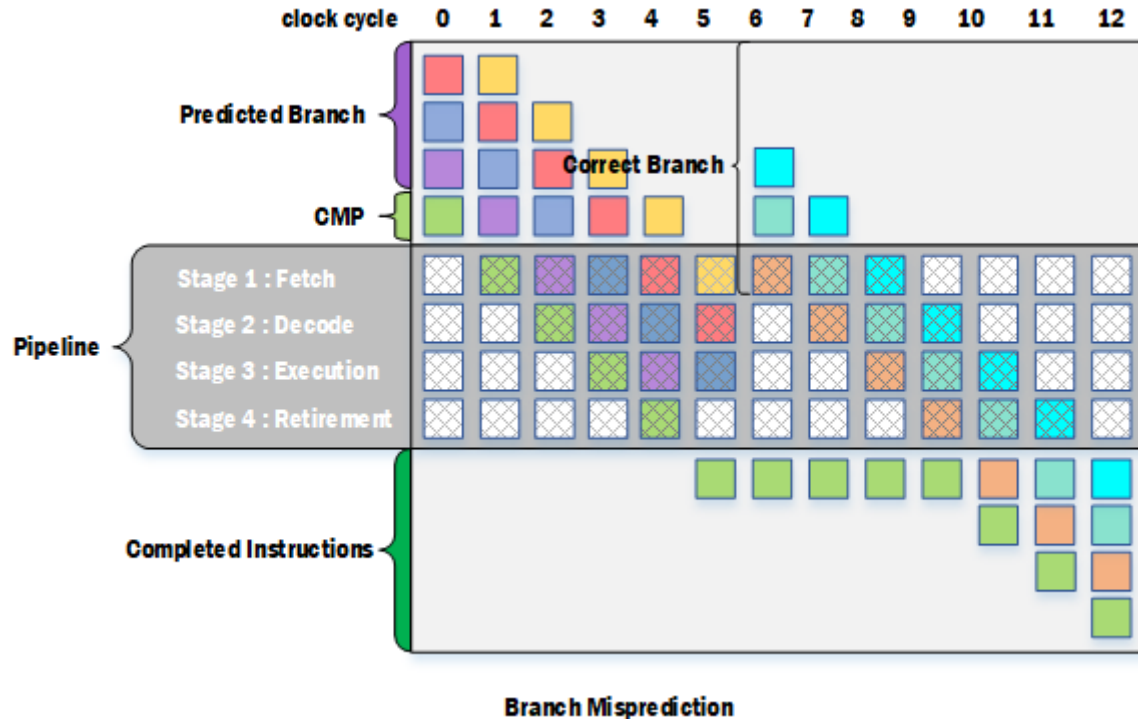 clock cycle 0 1 2 3 4 5 6 7 8 9 10 11 12
Predicted Branch
Correct Branch
CMP
Stage 1 : Fetch
Stage 2 : Decode
Pipeline
Stage 3 : Execution
Stage 4 : Retirement
Completed Instructions
Branch Misprediction